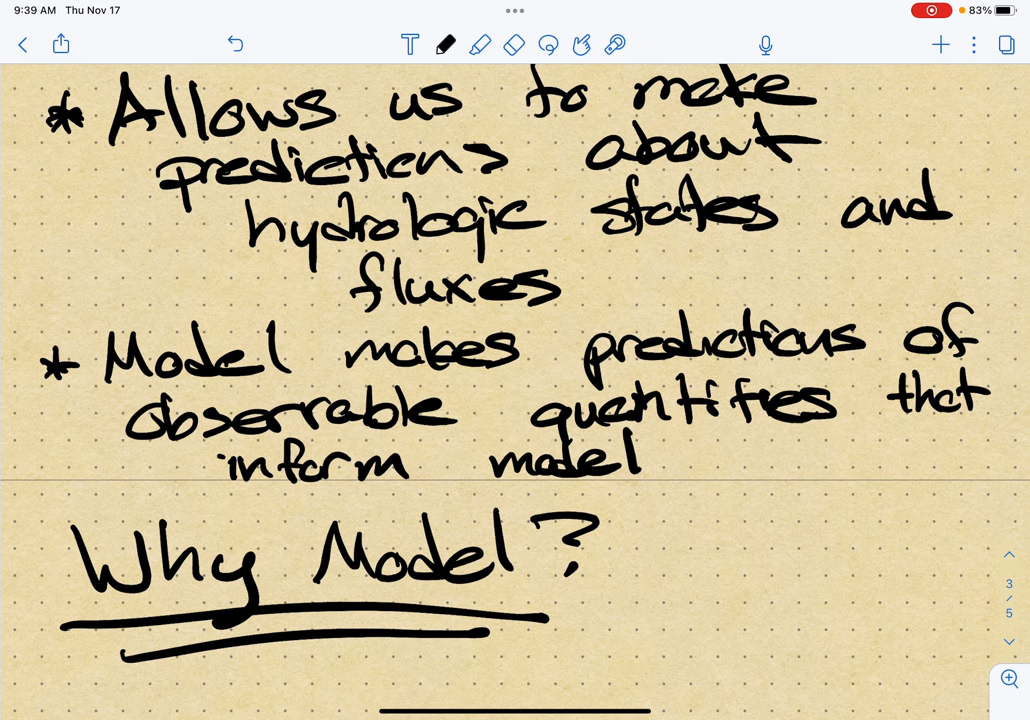 9:39 AM Thu Nov 17
83%
* Allows us to make
predictions about
hydrologic states and
fluxes
* Model makes predictions of
observable quantities that
inform model
Why Model?
3
/
5